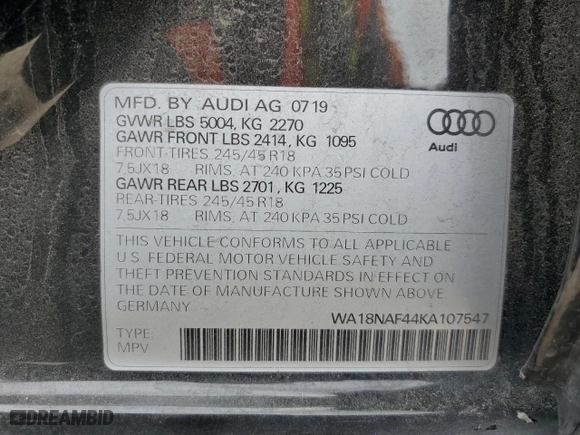 MFD. BY AUDI AG 07 19
GVWR LBS 5004, KG 2270
GAWR FRONT LBS 2414, KG 1095
FRONT-TIRES 245/45 R18
7,5JX18 RIMS, AT 240 KPA 35 PSI COLD
GAWR REAR LBS 2701, KG 1225
REAR-TIRES 245/45 R18
7,5JX18 RIMS, AT 240 KPA 35 PSI COLD
Audi
THIS VEHICLE CONFORMS TO ALL APPLICABLE
U.S. FEDERAL MOTOR VEHICLE SAFETY AND
THEFT PREVENTION STANDARDS IN EFFECT ON
THE DATE OF MANUFACTURE SHOWN ABOVE
GERMANY
WA18NAF44KA107547
TYPE
MPV
DREAMBID